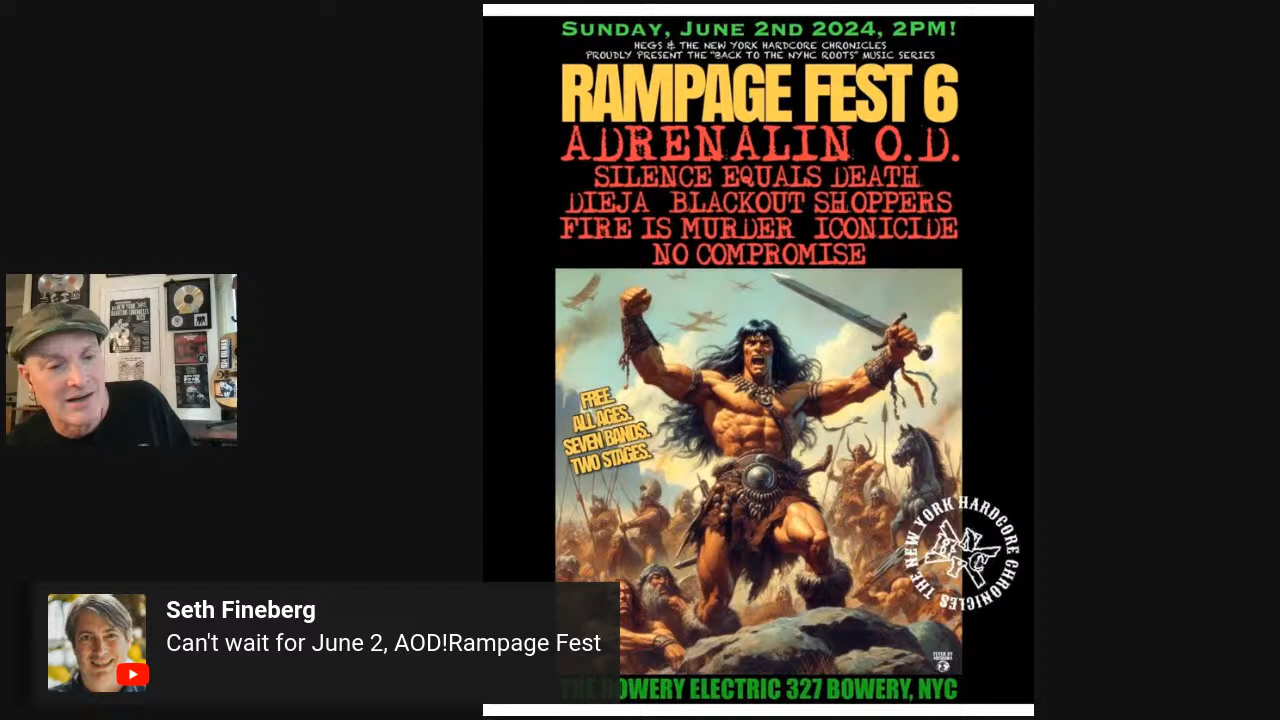 SUNDAY, JUNE 2ND 2024, 2PM!
HEGS & THE NEW YORK HARDCORE CHRONICLES
PROUDLY PRESENT THE "BACK TO THE NYHC ROOTS" MUSIC SERIES
RAMPAGE FEST 6
ADRENALIN O.D.
SILENCE EQUALS DEATH
DIEJA BLACKOUT SHOPPERS
FIRE IS MURDER ICONICIDE
NO COMPROMISE
FREE.
ALL AGES.
SEVEN BANDS.
TWO STAGES.
THE NEW YORK HARDCORE CHRONICLES
NYHC
Seth Fineberg
Can't wait for June 2, AOD!Rampage Fest
THE BOWERY ELECTRIC 327 BOWERY, NYC